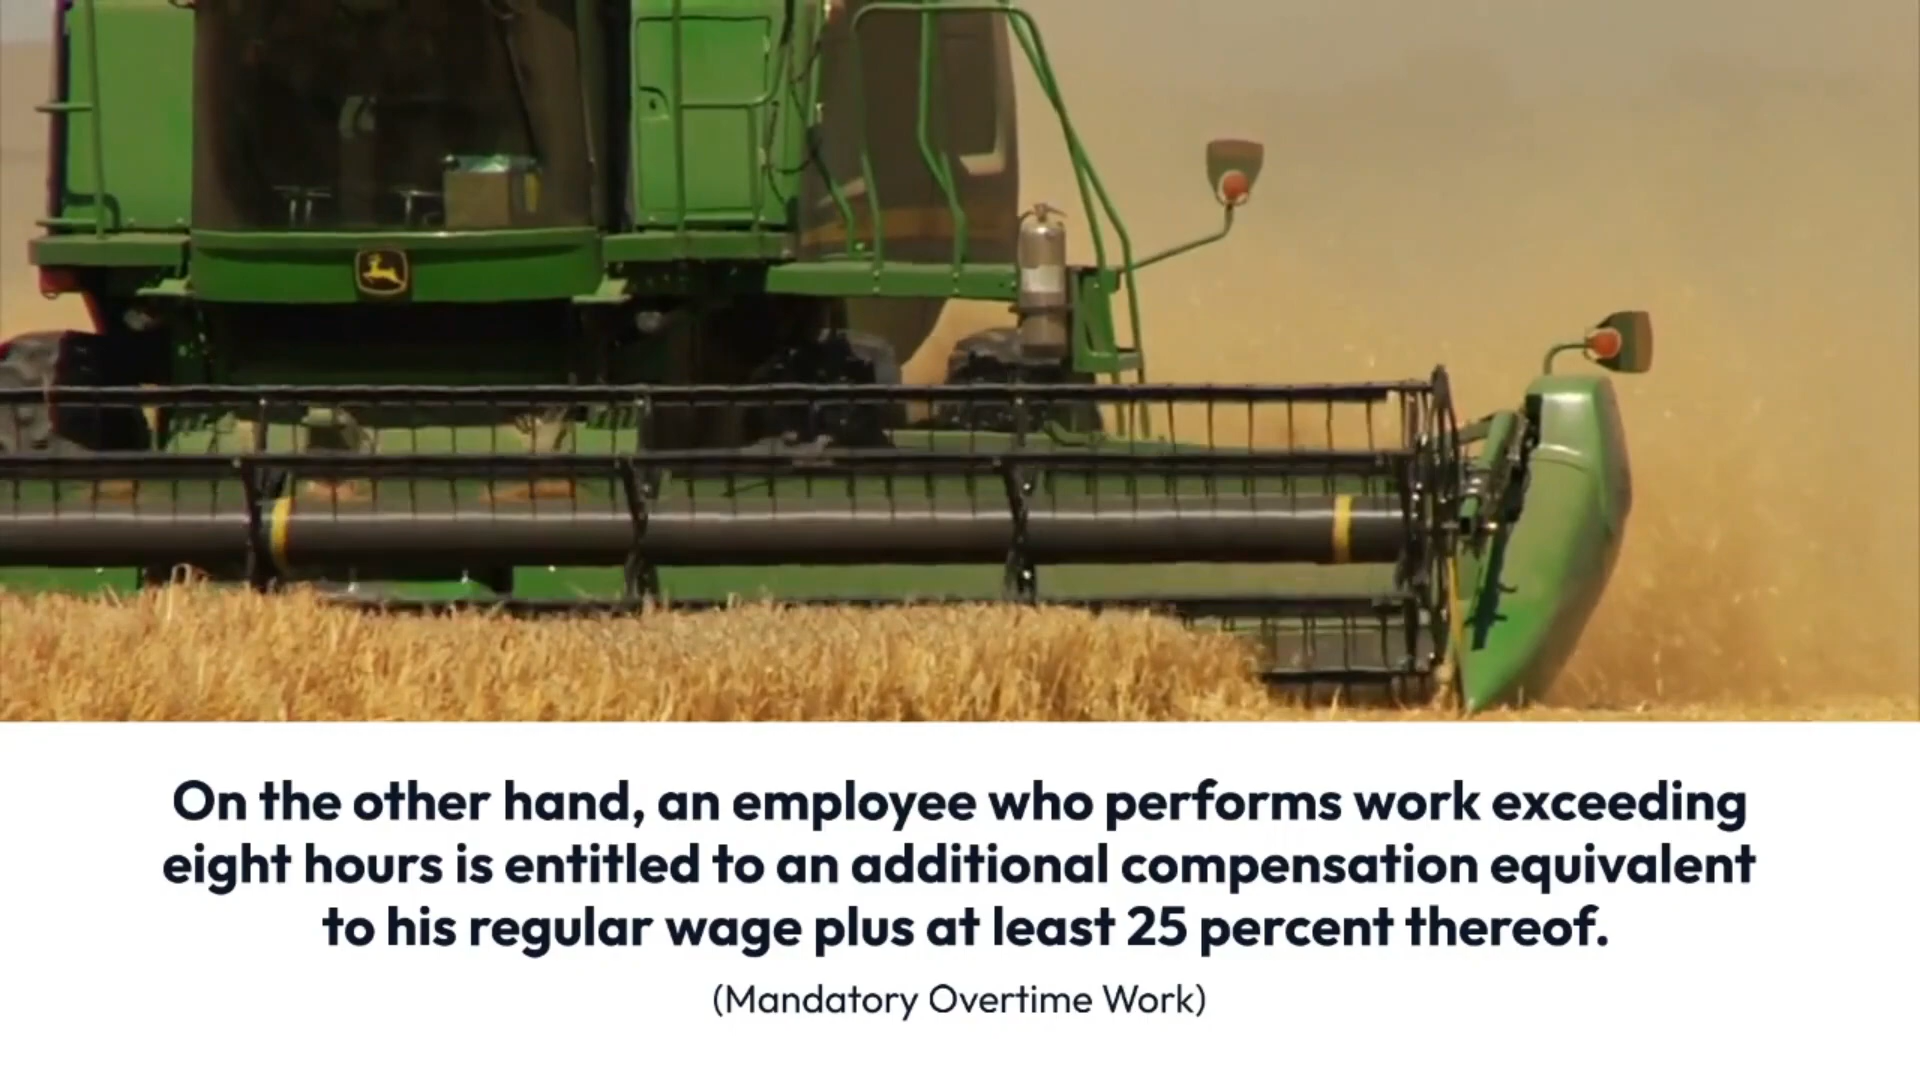 On the other hand, an employee who performs work exceeding
eight hours is entitled to an additional compensation equivalent
to his regular wage plus at least 25 percent thereof.
(Mandatory Overtime Work)